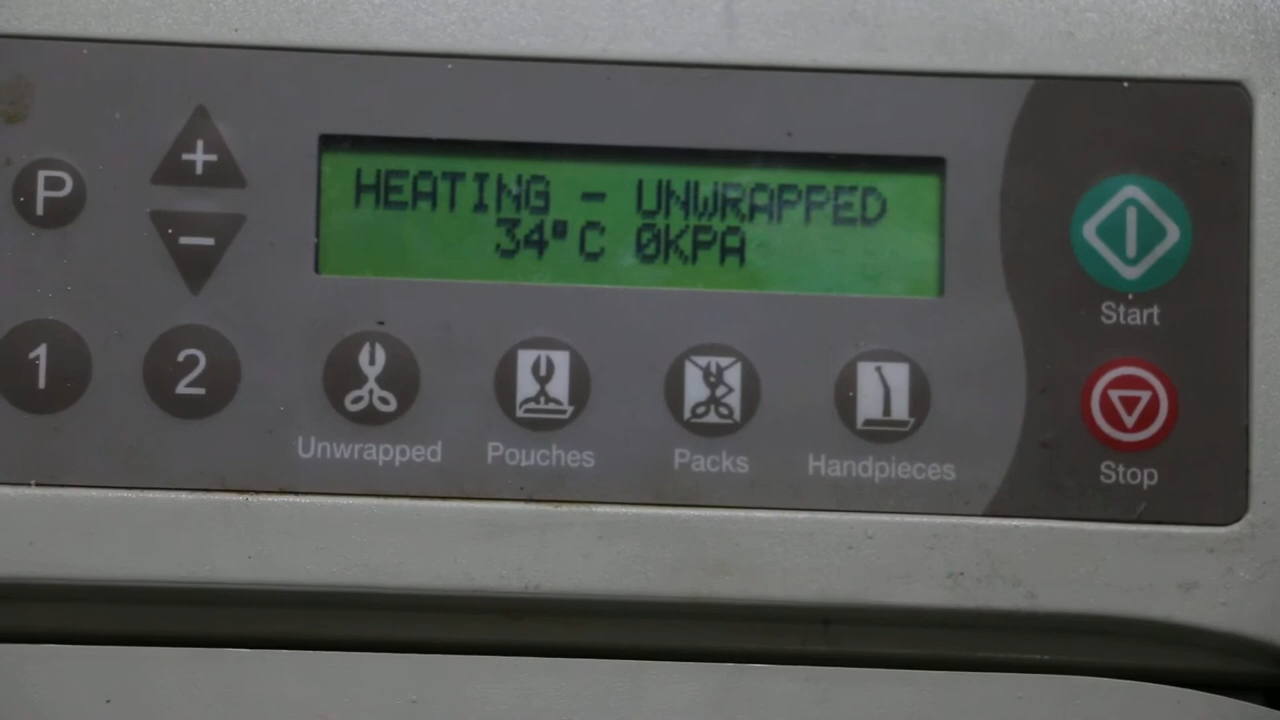 P
+
HEATING - UNWRAPPED
34°C 0KPA
-
Start
1
2
Unwrapped
Pouches
Packs
Handpieces
Stop